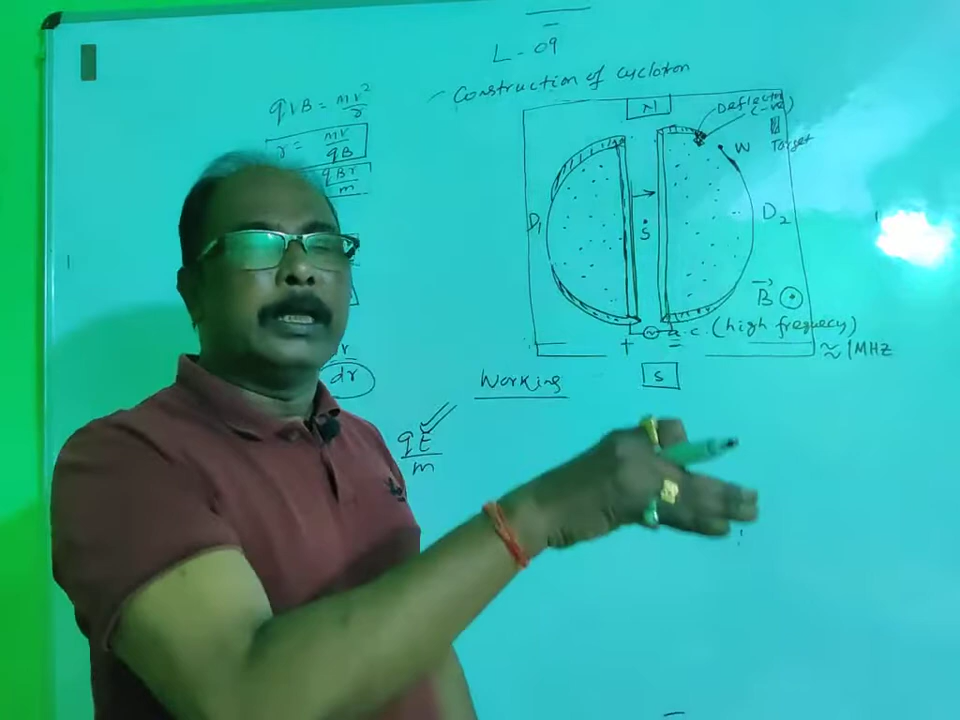 L-09
Construction of cyclotron
qVB = mv²/r
r = mv/qB
qBr/m
N
Deflector
(-ve)
W
Target
D₁
S
D₂
B⃗ ⊙
a.c. (high frequecy)
+ =
≈ 1MHz
S
Working
dr
qE/m